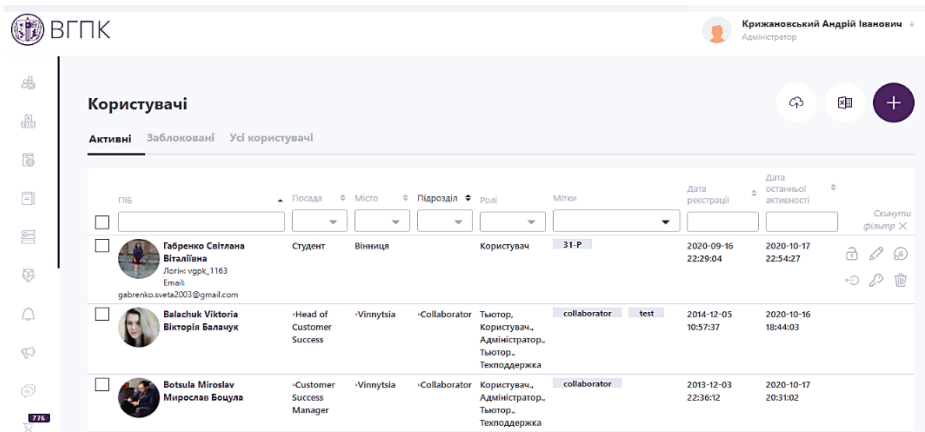 ВГПК
Крижановський Андрій Іванович
Адміністратор
Користувачі
Активні Заблоковані Усі користувачі
ПІБ Посада Місто Підрозділ Ролі Мітки Дата реєстрації Дата останньої активності
Скинути фільтр
Габренко Світлана Віталіївна
Логін: vgpk_1163
Email:
gabrenko.sveta2003@gmail.com
Студент
Вінниця
Користувач
31-Р
2020-09-16 22:29:04
2020-10-17 22:54:27
Balachuk Viktoria
Вікторія Балачук
-Head of Customer Success
-Vinnytsia
-Collaborator
Тьютор, Користувач., Адміністратор., Тьютор., Техподдержка
collaborator test
2014-12-05 10:57:37
2020-10-16 18:44:03
Botsula Miroslav
Мирослав Боцула
-Customer Success Manager
-Vinnytsia
-Collaborator
Користувач., Адміністратор., Тьютор., Техподдержка
collaborator
2013-12-03 22:36:12
2020-10-17 20:31:02
776